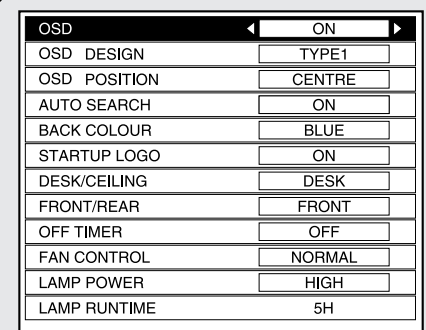 OSD ON
OSD DESIGN TYPE1
OSD POSITION CENTRE
AUTO SEARCH ON
BACK COLOUR BLUE
STARTUP LOGO ON
DESK/CEILING DESK
FRONT/REAR FRONT
OFF TIMER OFF
FAN CONTROL NORMAL
LAMP POWER HIGH
LAMP RUNTIME 5H